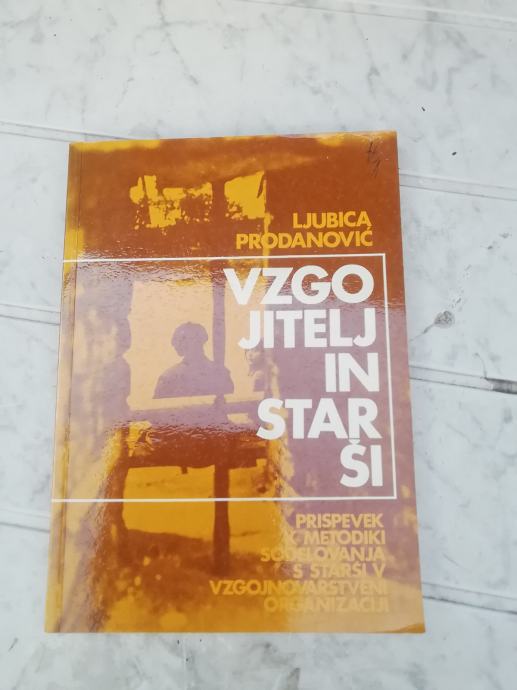 LJUBICA
PRODANOVIĆ
VZGO
JITELJ
IN
STAR
ŠI
PRISPEVEK
K METODIKI
SODELOVANJA
S STARŠI V
VZGOJNOVARSTVENI
ORGANIZACIJI